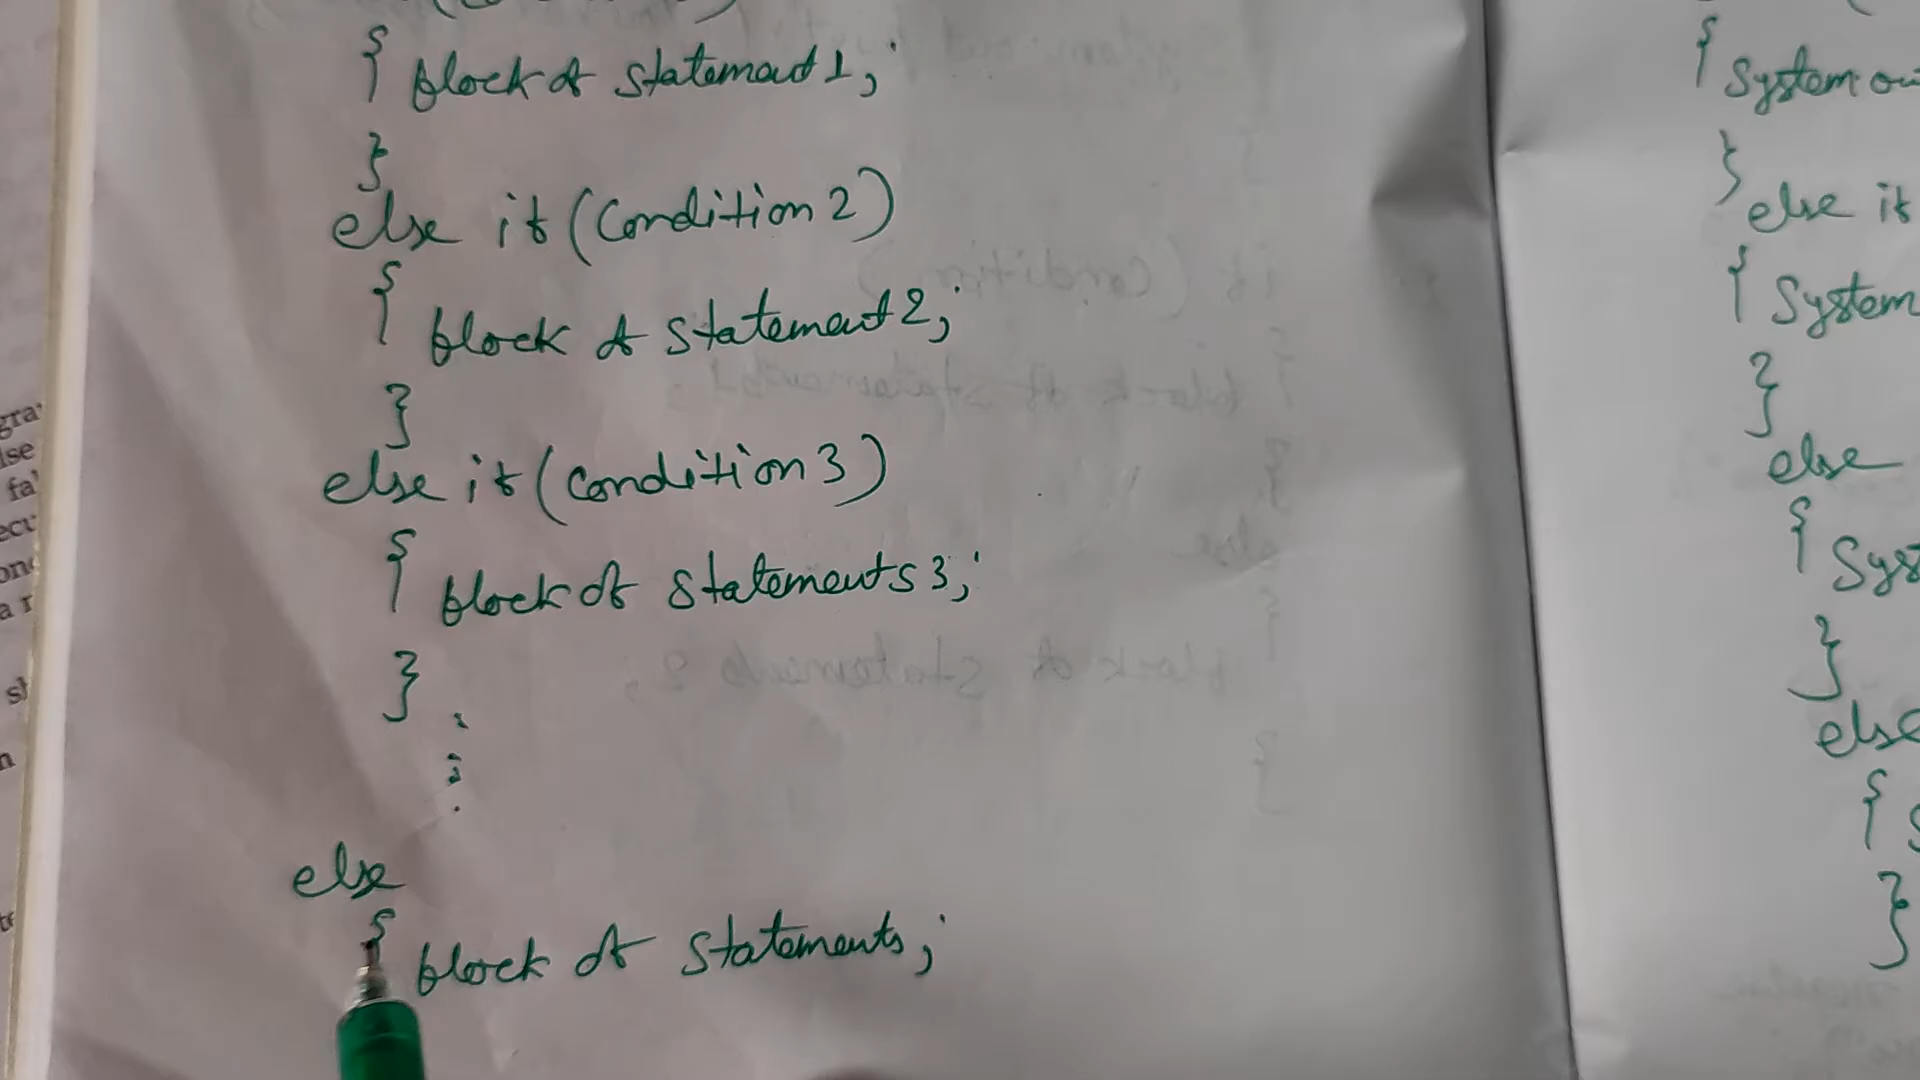 { block of statement 1;
}
else if (Condition 2)
{ block of statement 2;
}
else if (Condition 3)
{ block of statements 3;
}
:
:
else
{ block of statements;
{ System
} else if
{ System
}
else
{ Syst
}
else
{ S
}